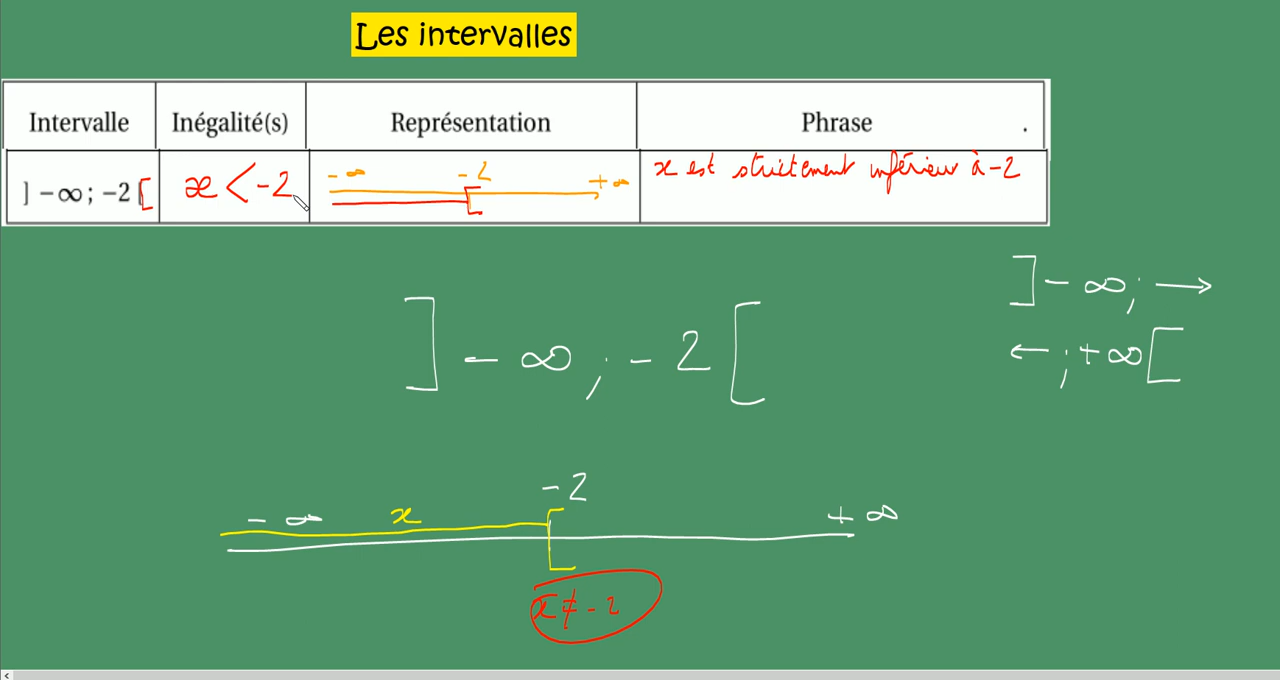 Les intervalles
Intervalle Inégalité(s) Représentation Phrase .
]−∞; −2[ x < -2 -∞ -2 +∞ x est strictement inférieur à -2
]-∞; →
]-∞; -2[
← ; +∞[
-2
-∞ x +∞
x ≠ -2